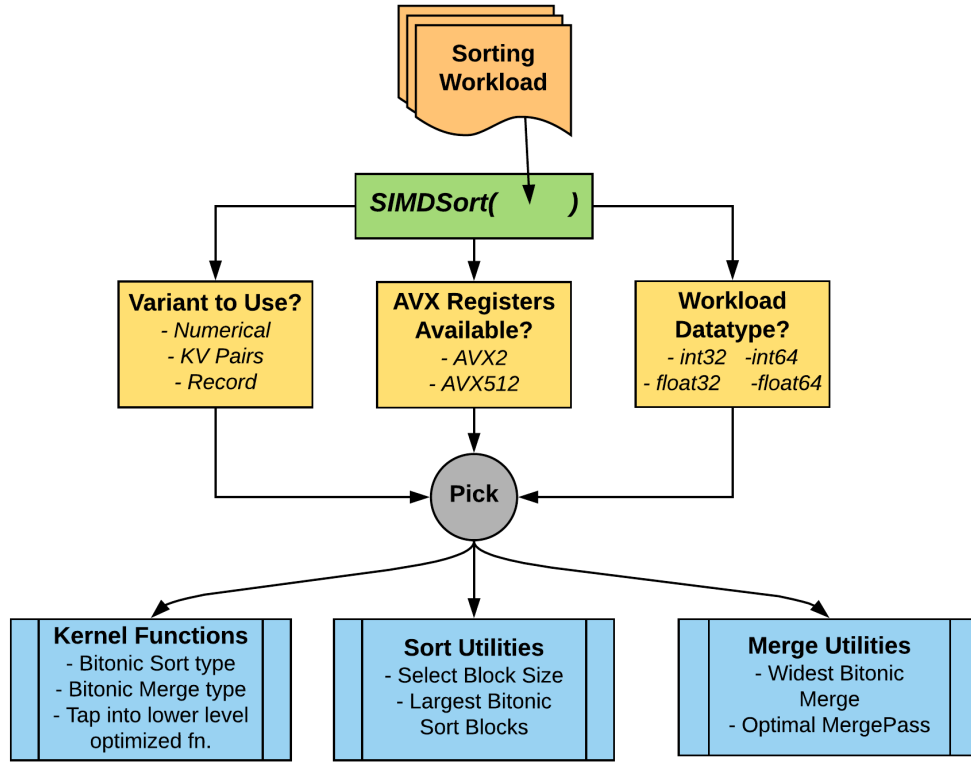 Sorting
Workload
SIMDSort( )
Variant to Use?
- Numerical
- KV Pairs
- Record
AVX Registers
Available?
- AVX2
- AVX512
Workload
Datatype?
- int32 -int64
- float32 -float64
Pick
Kernel Functions
- Bitonic Sort type
- Bitonic Merge type
- Tap into lower level
optimized fn.
Sort Utilities
- Select Block Size
- Largest Bitonic
Sort Blocks
Merge Utilities
- Widest Bitonic
Merge
- Optimal MergePass